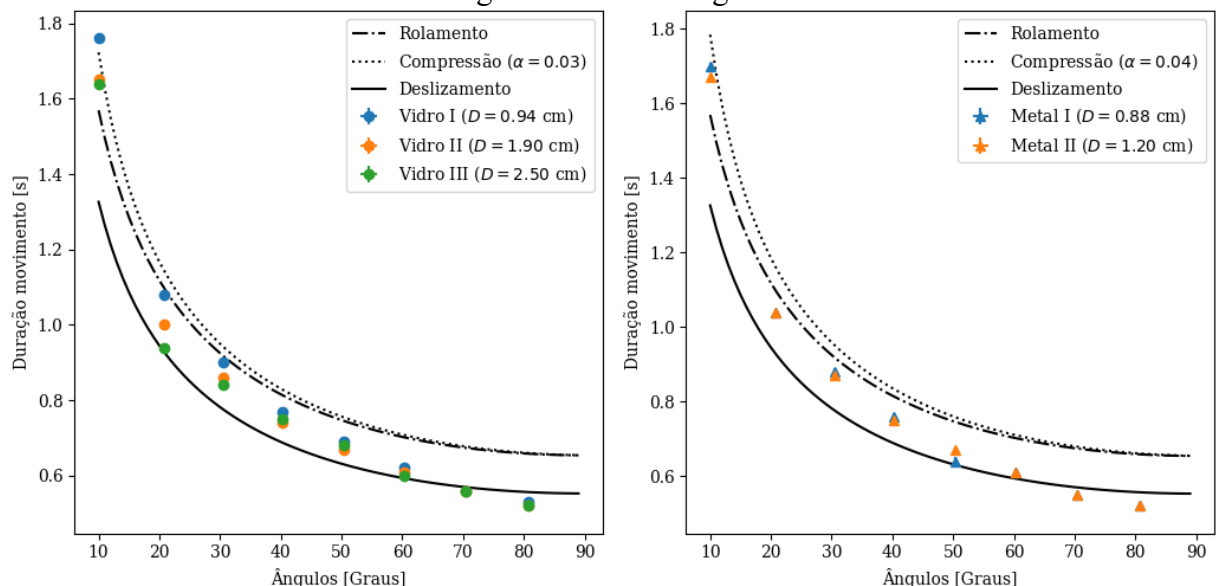 1.8
1.6
1.4
1.2
1.0
0.8
0.6
Duração movimento [s]
10 20 30 40 50 60 70 80 90
Ângulos [Graus]
Rolamento
Compressão (α = 0.03)
Deslizamento
Vidro I (D = 0.94 cm)
Vidro II (D = 1.90 cm)
Vidro III (D = 2.50 cm)
1.8
1.6
1.4
1.2
1.0
0.8
0.6
Duração movimento [s]
10 20 30 40 50 60 70 80 90
Ângulos [Graus]
Rolamento
Compressão (α = 0.04)
Deslizamento
Metal I (D = 0.88 cm)
Metal II (D = 1.20 cm)